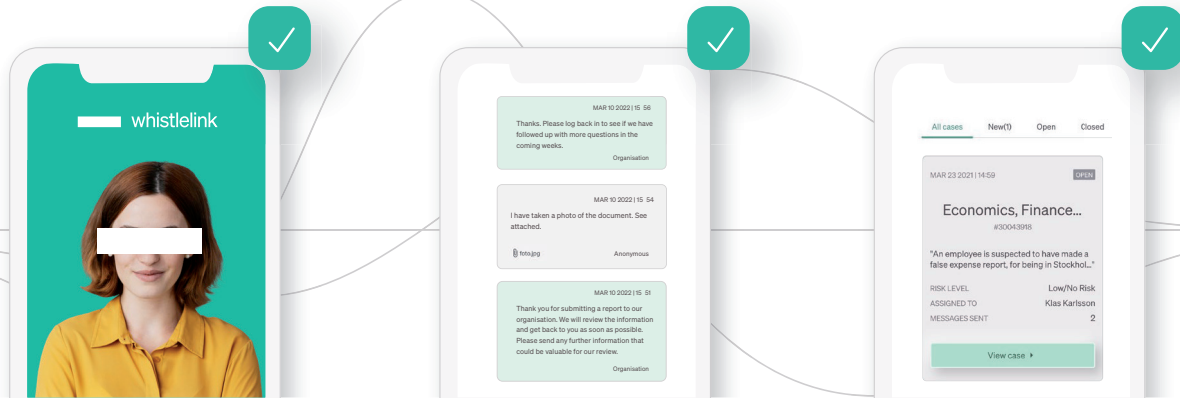 whistlelink
MAR 10 2022 | 15 56
Thanks. Please log back in to see if we have
followed up with more questions in the
coming weeks.
Organisation
MAR 10 2022 | 15 54
I have taken a photo of the document. See
attached.
foto.jpg
Anonymous
MAR 10 2022 | 15 51
Thank you for submitting a report to our
organisation. We will review the information
and get back to you as soon as possible.
Please send any further information that
could be valuable for our review.
Organisation
All cases New(1) Open Closed
MAR 23 2021 | 14:59 OPEN
Economics, Finance...
#30043918
"An employee is suspected to have made a
false expense report, for being in Stockhol..."
RISK LEVEL Low/No Risk
ASSIGNED TO Klas Karlsson
MESSAGES SENT 2
View case